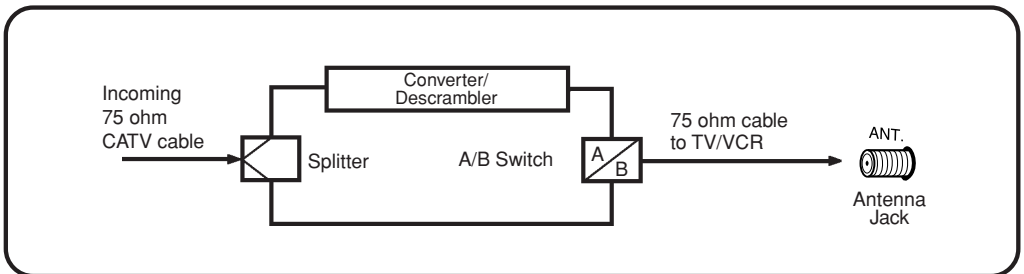 Converter/
Descrambler
Incoming
75 ohm
CATV cable
Splitter
A/B Switch
A
B
75 ohm cable
to TV/VCR
ANT.
Antenna
Jack